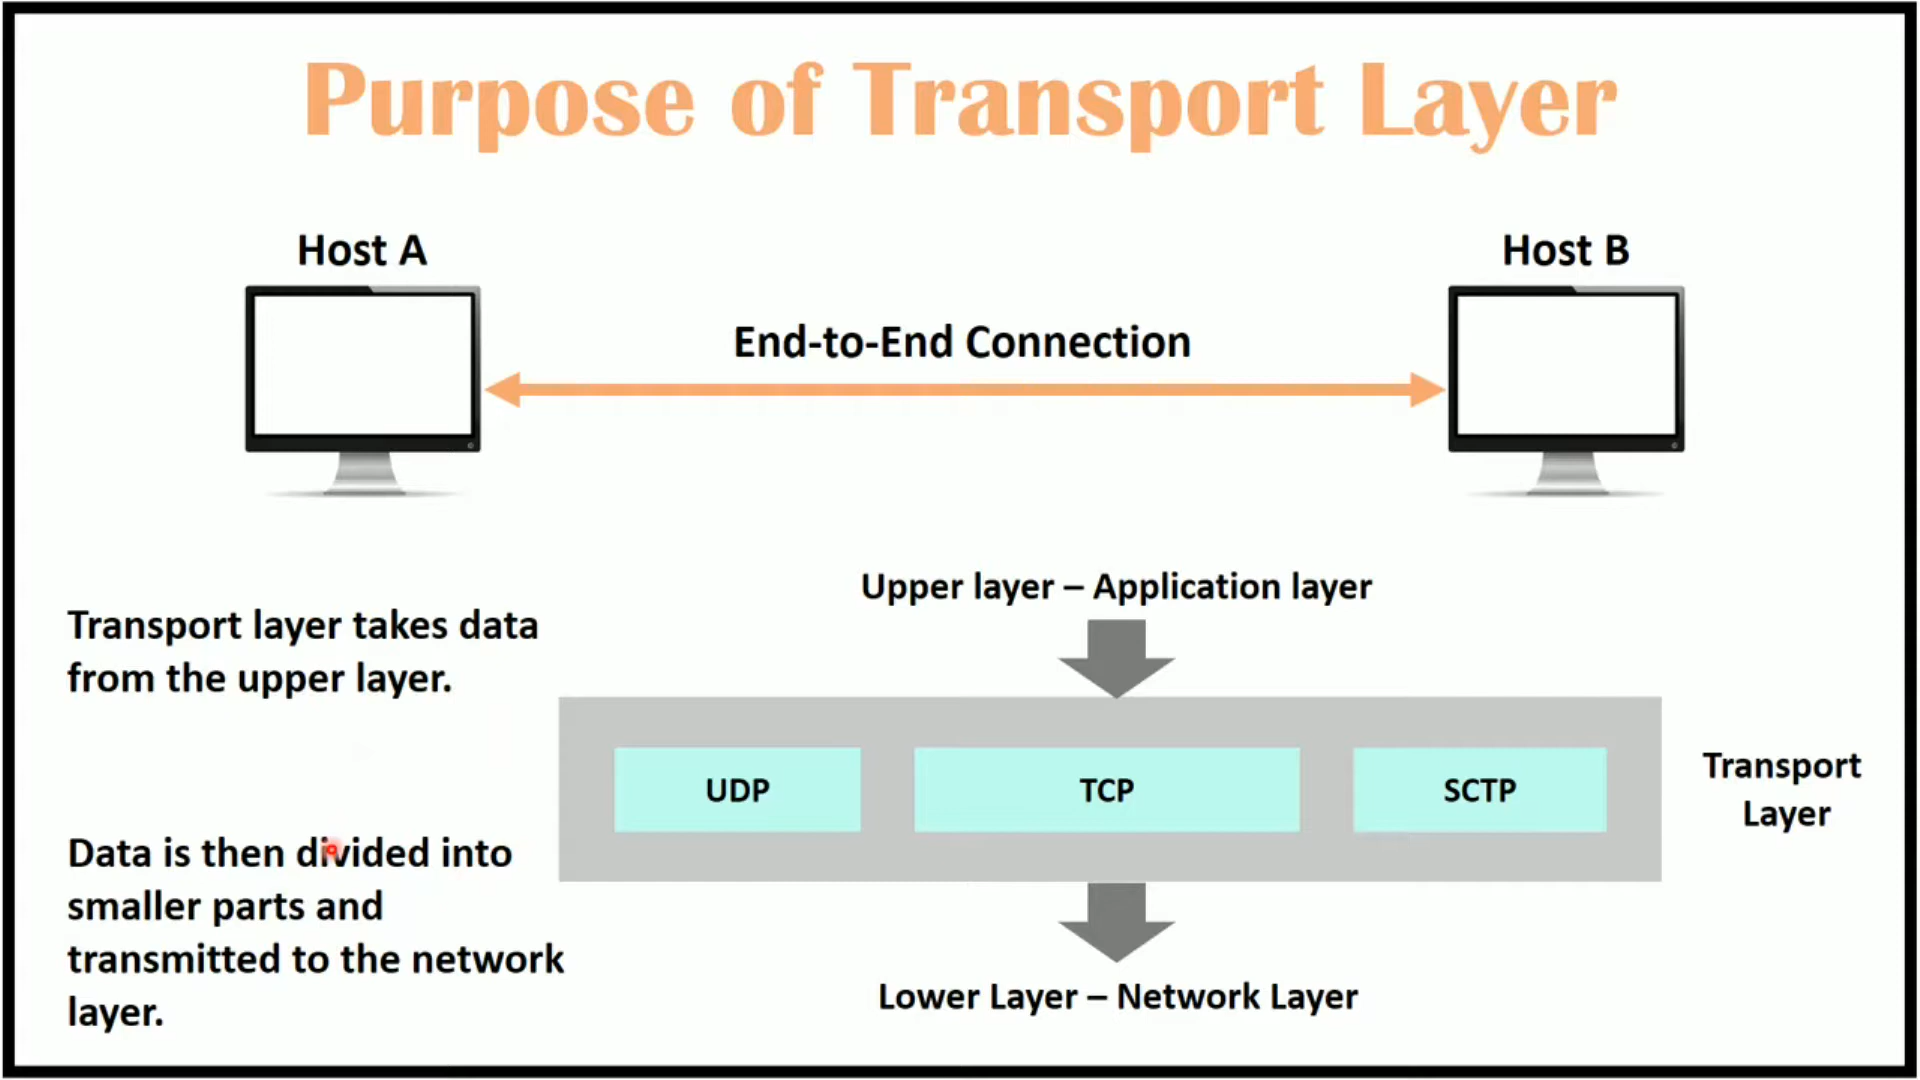 Purpose of Transport Layer
Host A
Host B
End-to-End Connection
Upper layer – Application layer
Transport layer takes data
from the upper layer.
UDP
TCP
SCTP
Transport
Layer
Data is then divided into
smaller parts and
transmitted to the network
layer.
Lower Layer – Network Layer